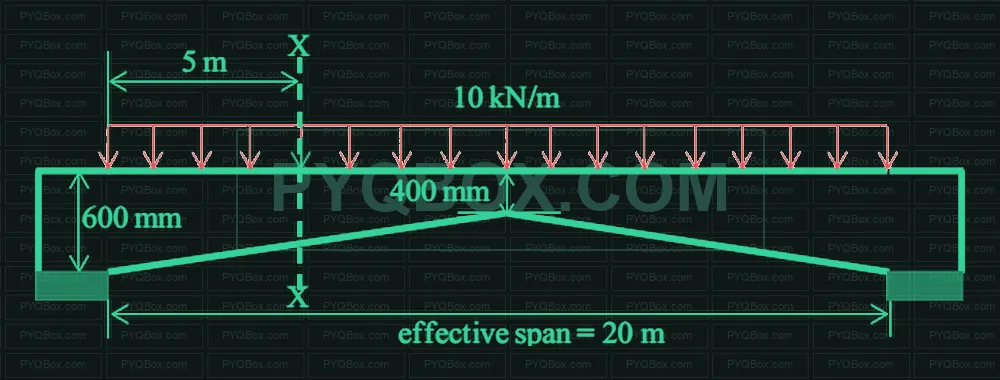 X
5 m
10 kN/m
PYQBOX.COM
400 mm
600 mm
X
effective span = 20 m